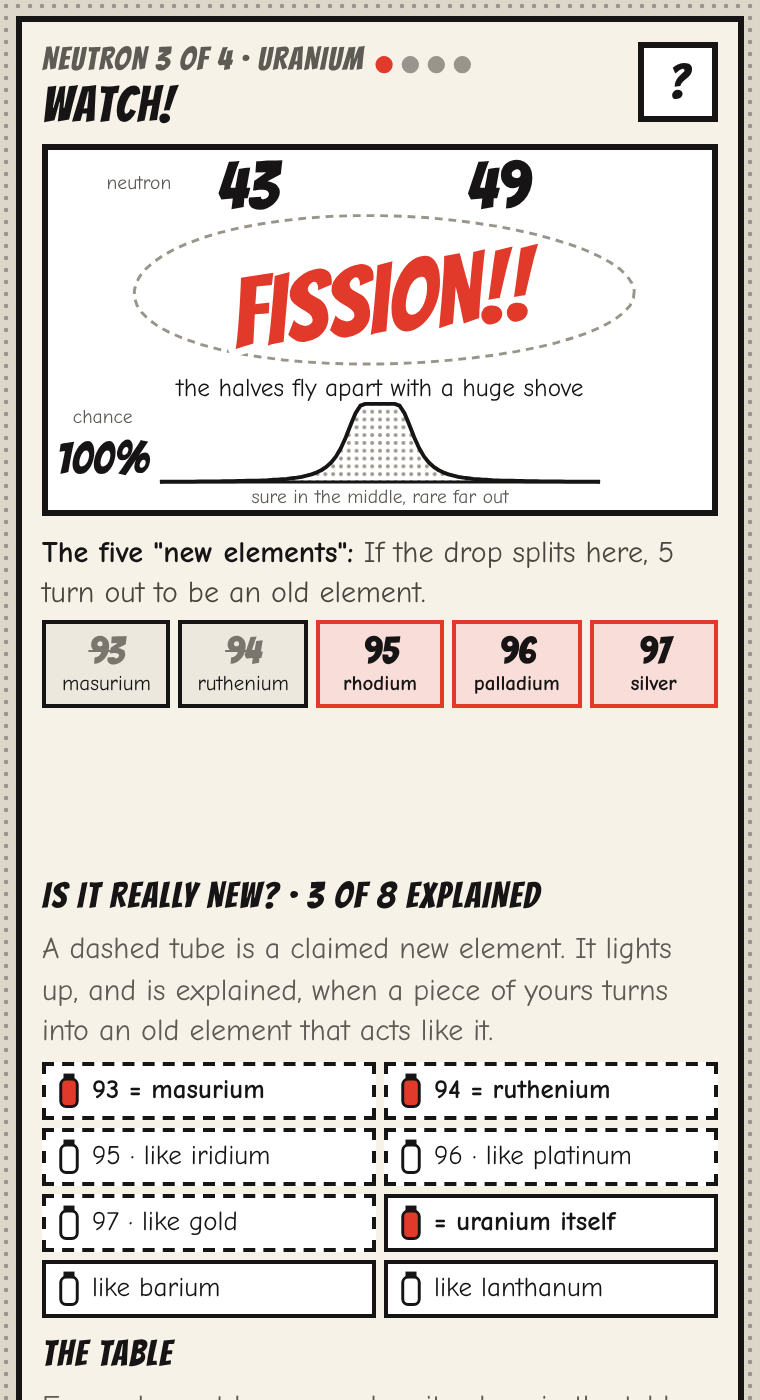 NEUTRON 3 OF 4 · URANIUM
WATCH!
?
neutron 43 49
FISSION!!
the halves fly apart with a huge shove
chance
100%
sure in the middle, rare far out
The five "new elements": If the drop splits here, 5
turn out to be an old element.
93 94 95 96 97
masurium ruthenium rhodium palladium silver
IS IT REALLY NEW? · 3 OF 8 EXPLAINED
A dashed tube is a claimed new element. It lights
up, and is explained, when a piece of yours turns
into an old element that acts like it.
93 = masurium 94 = ruthenium
95 · like iridium 96 · like platinum
97 · like gold = uranium itself
like barium like lanthanum
THE TABLE